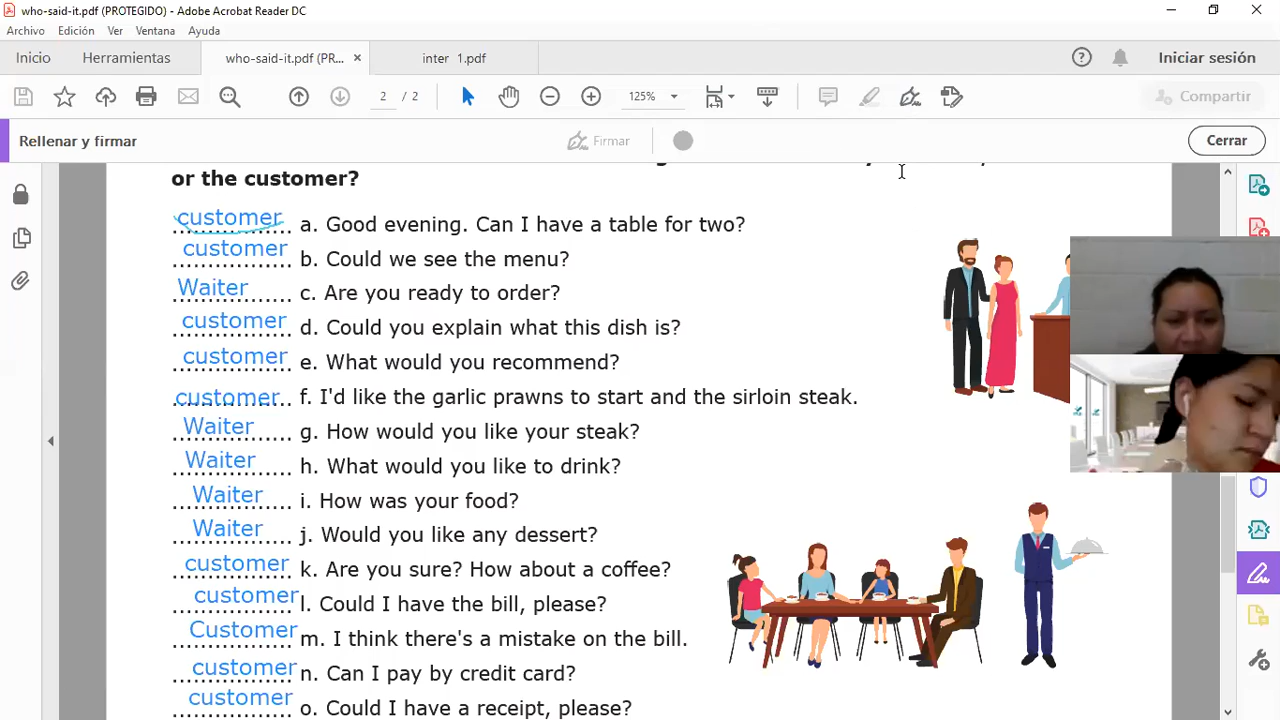 who-said-it.pdf (PROTEGIDO) - Adobe Acrobat Reader DC
Archivo Edición Ver Ventana Ayuda
Inicio Herramientas who-said-it.pdf (PR... × inter 1.pdf Iniciar sesión
2 / 2 125% Compartir
Rellenar y firmar Firmar Cerrar
or the customer?
customer a. Good evening. Can I have a table for two?
customer b. Could we see the menu?
Waiter c. Are you ready to order?
customer d. Could you explain what this dish is?
customer e. What would you recommend?
customer f. I'd like the garlic prawns to start and the sirloin steak.
Waiter g. How would you like your steak?
Waiter h. What would you like to drink?
Waiter i. How was your food?
Waiter j. Would you like any dessert?
customer k. Are you sure? How about a coffee?
customer l. Could I have the bill, please?
Customer m. I think there's a mistake on the bill.
customer n. Can I pay by credit card?
customer o. Could I have a receipt, please?